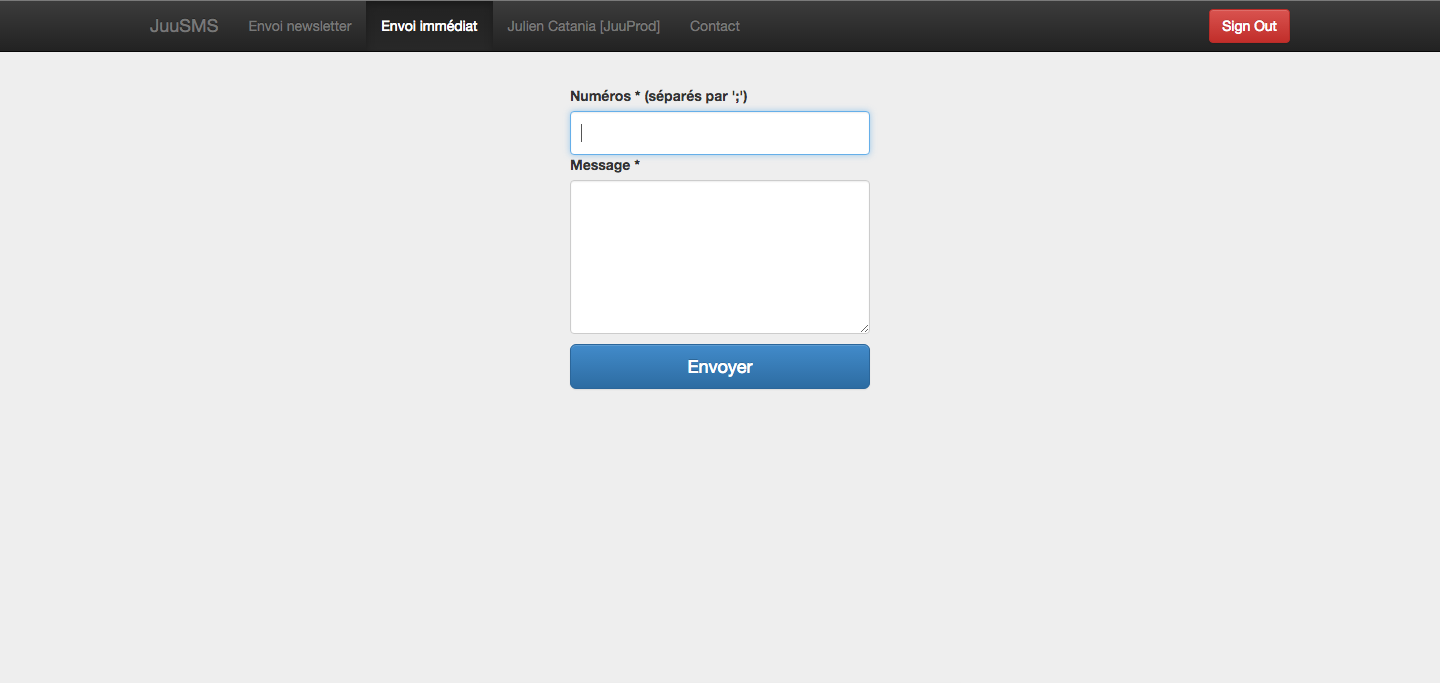 JuuSMS Envoi newsletter Envoi immédiat Julien Catania [JuuProd] Contact Sign Out
Numéros * (séparés par ';')
Message *
Envoyer